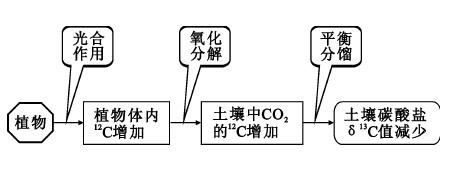 光合
作用
氧化
分解
平衡
分馏
植物
植物体内
¹²C增加
土壤中CO₂
的¹²C增加
土壤碳酸盐
δ¹³C值减少